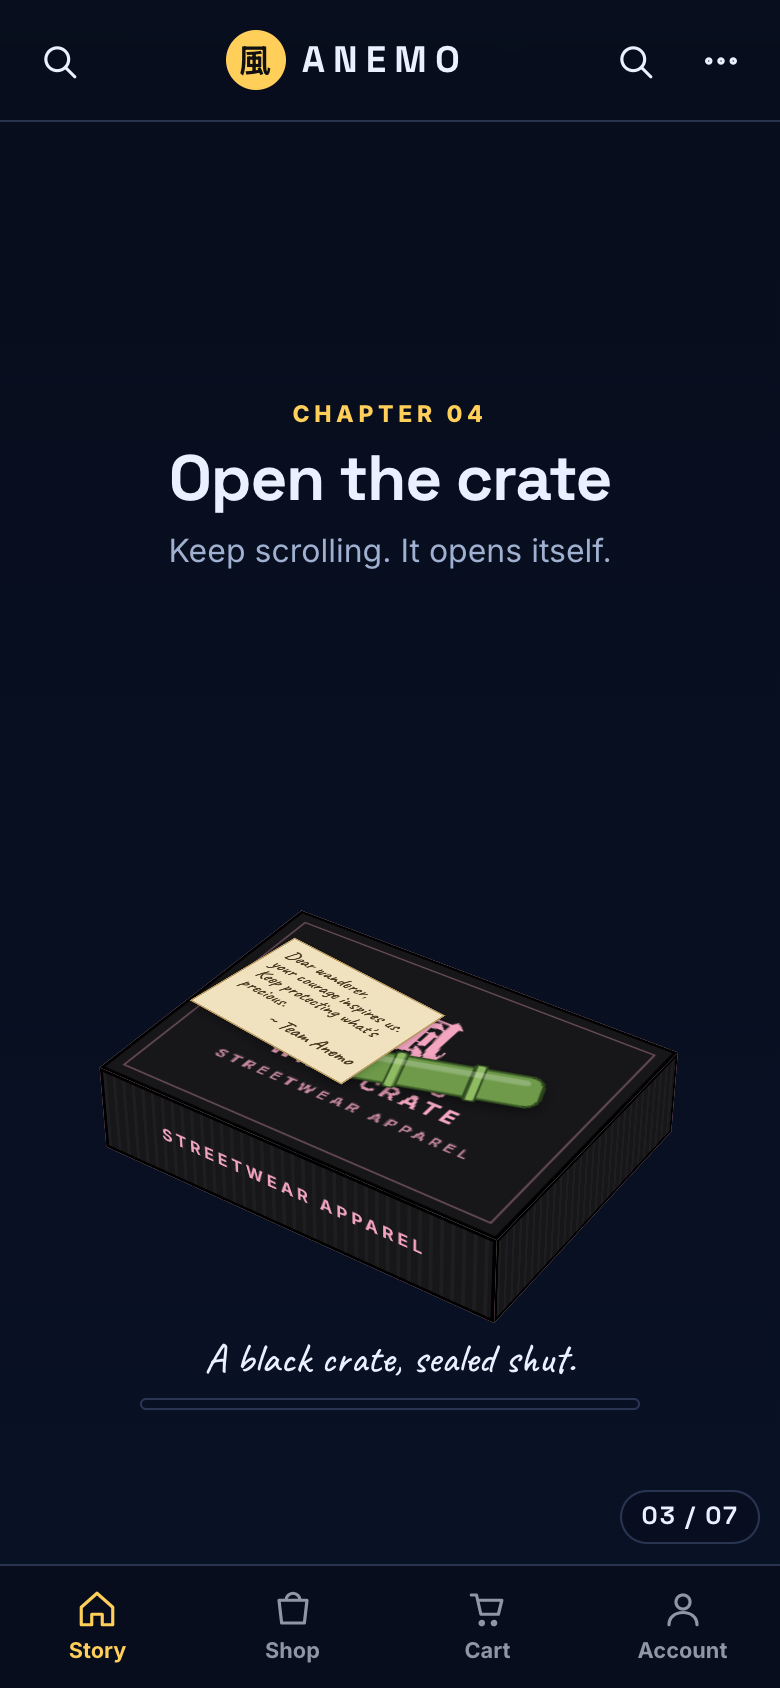 風 ANEMO
CHAPTER 04
Open the crate
Keep scrolling. It opens itself.
Dear wanderer,
your courage inspires us.
Keep protecting what's
precious.
~ Team Anemo
CRATE
STREETWEAR APPAREL
STREETWEAR APPAREL
A black crate, sealed shut.
03 / 07
Story Shop Cart Account